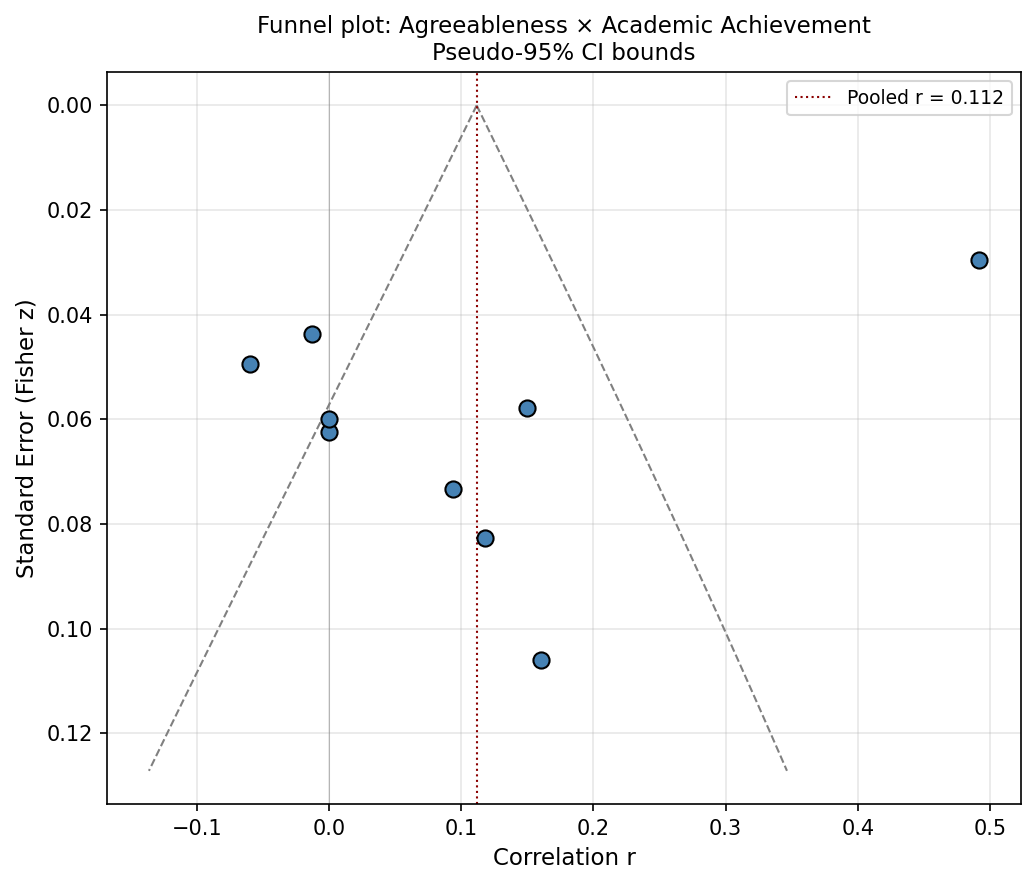 Funnel plot: Agreeableness × Academic Achievement
Pseudo-95% CI bounds
Pooled r = 0.112
0.00
0.02
0.04
0.06
0.08
0.10
0.12
Standard Error (Fisher z)
−0.1
0.0
0.1
0.2
0.3
0.4
0.5
Correlation r